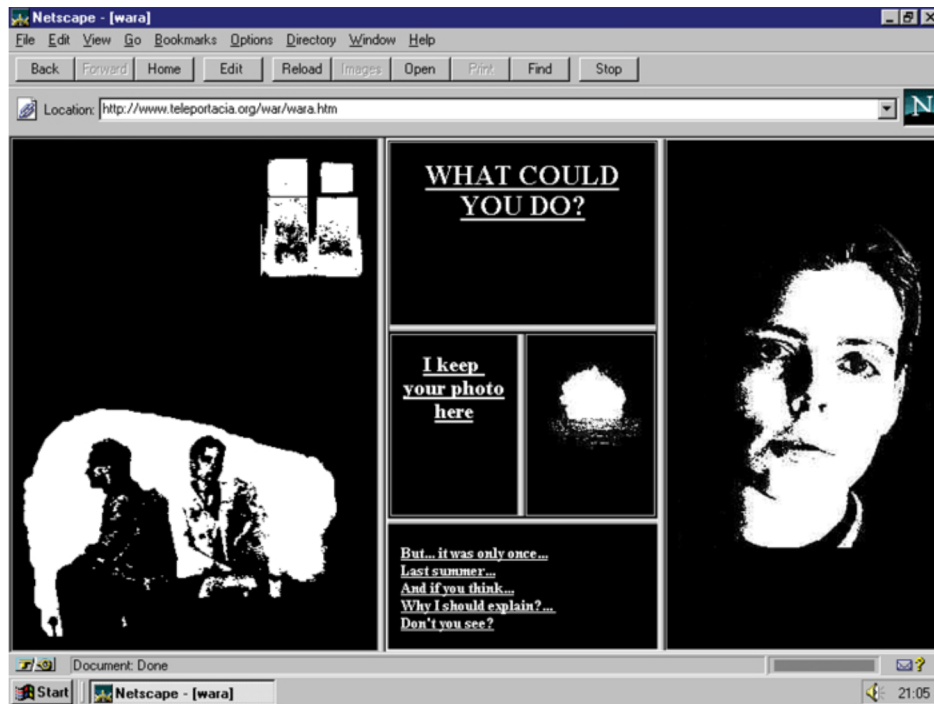 Netscape - [wara]
File Edit View Go Bookmarks Options Directory Window Help
Back Forward Home Edit Reload Images Open Print Find Stop
Location: http://www.teleportacia.org/war/wara.htm
N
WHAT COULD
YOU DO?
I keep
your photo
here
But... it was only once...
Last summer...
And if you think...
Why I should explain?...
Don't you see?
Document: Done
Start Netscape - [wara] 21:05